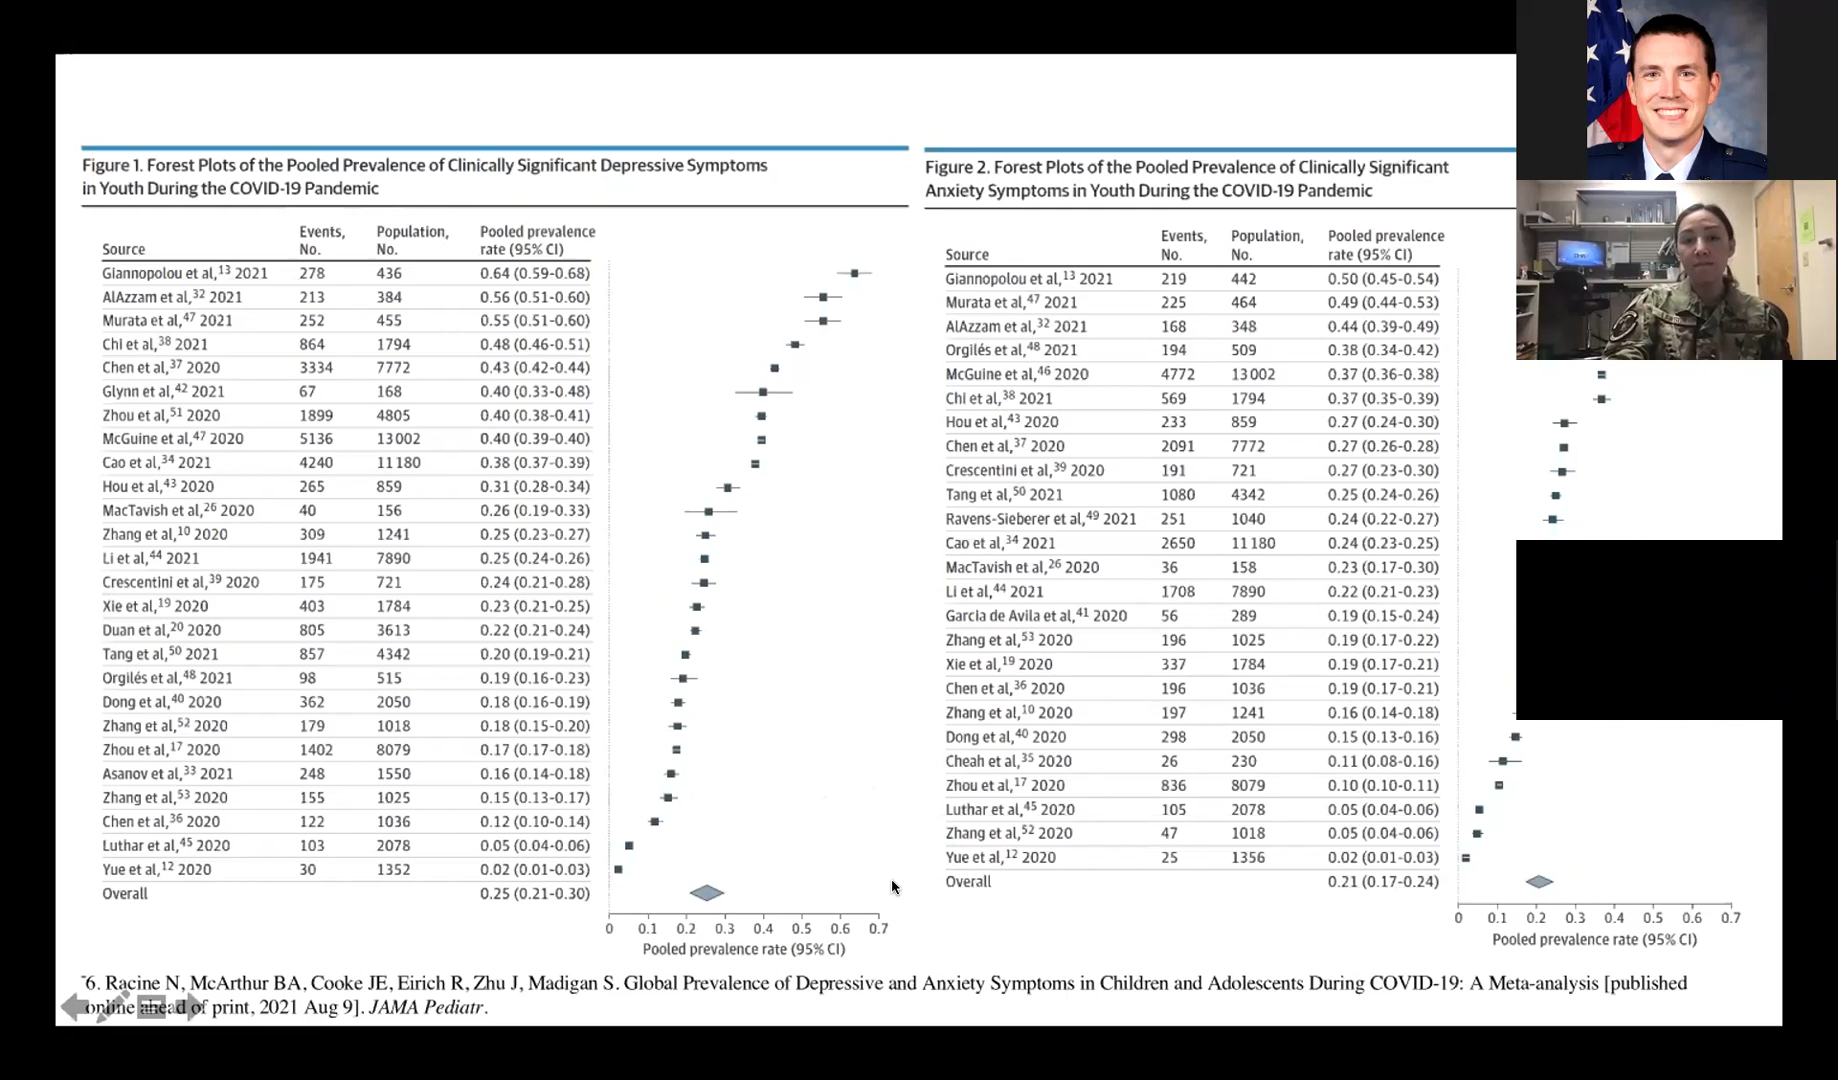 Figure 1. Forest Plots of the Pooled Prevalence of Clinically Significant Depressive Symptoms
in Youth During the COVID-19 Pandemic
Events, Population, Pooled prevalence
Source No. No. rate (95% CI)
Giannopolou et al,13 2021 278 436 0.64 (0.59-0.68)
AlAzzam et al,32 2021 213 384 0.56 (0.51-0.60)
Murata et al,47 2021 252 455 0.55 (0.51-0.60)
Chi et al,38 2021 864 1794 0.48 (0.46-0.51)
Chen et al,37 2020 3334 7772 0.43 (0.42-0.44)
Glynn et al,42 2021 67 168 0.40 (0.33-0.48)
Zhou et al,51 2020 1899 4805 0.40 (0.38-0.41)
McGuine et al,47 2020 5136 13002 0.40 (0.39-0.40)
Cao et al,34 2021 4240 11180 0.38 (0.37-0.39)
Hou et al,43 2020 265 859 0.31 (0.28-0.34)
MacTavish et al,26 2020 40 156 0.26 (0.19-0.33)
Zhang et al,10 2020 309 1241 0.25 (0.23-0.27)
Li et al,44 2021 1941 7890 0.25 (0.24-0.26)
Crescentini et al,39 2020 175 721 0.24 (0.21-0.28)
Xie et al,19 2020 403 1784 0.23 (0.21-0.25)
Duan et al,20 2020 805 3613 0.22 (0.21-0.24)
Tang et al,50 2021 857 4342 0.20 (0.19-0.21)
Orgilés et al,48 2021 98 515 0.19 (0.16-0.23)
Dong et al,40 2020 362 2050 0.18 (0.16-0.19)
Zhang et al,52 2020 179 1018 0.18 (0.15-0.20)
Zhou et al,17 2020 1402 8079 0.17 (0.17-0.18)
Asanov et al,33 2021 248 1550 0.16 (0.14-0.18)
Zhang et al,53 2020 155 1025 0.15 (0.13-0.17)
Chen et al,36 2020 122 1036 0.12 (0.10-0.14)
Luthar et al,45 2020 103 2078 0.05 (0.04-0.06)
Yue et al,12 2020 30 1352 0.02 (0.01-0.03)
Overall 0.25 (0.21-0.30)
0 0.1 0.2 0.3 0.4 0.5 0.6 0.7
Pooled prevalence rate (95% CI)
Figure 2. Forest Plots of the Pooled Prevalence of Clinically Significant
Anxiety Symptoms in Youth During the COVID-19 Pandemic
Events, Population, Pooled prevalence
Source No. No. rate (95% CI)
Giannopolou et al,13 2021 219 442 0.50 (0.45-0.54)
Murata et al,47 2021 225 464 0.49 (0.44-0.53)
AlAzzam et al,32 2021 168 348 0.44 (0.39-0.49)
Orgilés et al,48 2021 194 509 0.38 (0.34-0.42)
McGuine et al,46 2020 4772 13002 0.37 (0.36-0.38)
Chi et al,38 2021 569 1794 0.37 (0.35-0.39)
Hou et al,43 2020 233 859 0.27 (0.24-0.30)
Chen et al,37 2020 2091 7772 0.27 (0.26-0.28)
Crescentini et al,39 2020 191 721 0.27 (0.23-0.30)
Tang et al,50 2021 1080 4342 0.25 (0.24-0.26)
Ravens-Sieberer et al,49 2021 251 1040 0.24 (0.22-0.27)
Cao et al,34 2021 2650 11180 0.24 (0.23-0.25)
MacTavish et al,26 2020 36 158 0.23 (0.17-0.30)
Li et al,44 2021 1708 7890 0.22 (0.21-0.23)
Garcia de Avila et al,41 2020 56 289 0.19 (0.15-0.24)
Zhang et al,53 2020 196 1025 0.19 (0.17-0.22)
Xie et al,19 2020 337 1784 0.19 (0.17-0.21)
Chen et al,36 2020 196 1036 0.19 (0.17-0.21)
Zhang et al,10 2020 197 1241 0.16 (0.14-0.18)
Dong et al,40 2020 298 2050 0.15 (0.13-0.16)
Cheah et al,35 2020 26 230 0.11 (0.08-0.16)
Zhou et al,17 2020 836 8079 0.10 (0.10-0.11)
Luthar et al,45 2020 105 2078 0.05 (0.04-0.06)
Zhang et al,52 2020 47 1018 0.05 (0.04-0.06)
Yue et al,12 2020 25 1356 0.02 (0.01-0.03)
Overall 0.21 (0.17-0.24)
0 0.1 0.2 0.3 0.4 0.5 0.6 0.7
Pooled prevalence rate (95% CI)
6. Racine N, McArthur BA, Cooke JE, Eirich R, Zhu J, Madigan S. Global Prevalence of Depressive and Anxiety Symptoms in Children and Adolescents During COVID-19: A Meta-analysis [published
online ahead of print, 2021 Aug 9]. JAMA Pediatr.